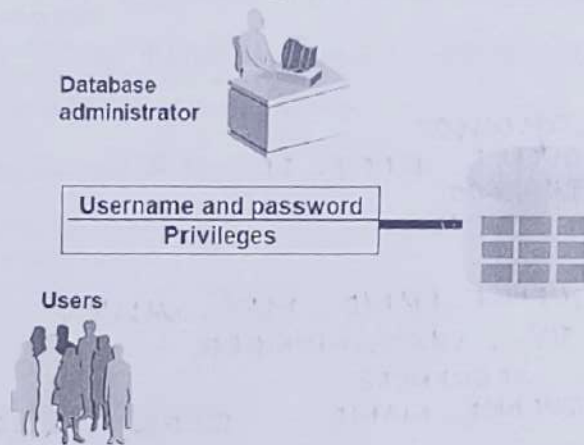 Database
administrator
Username and password
Privileges
Users